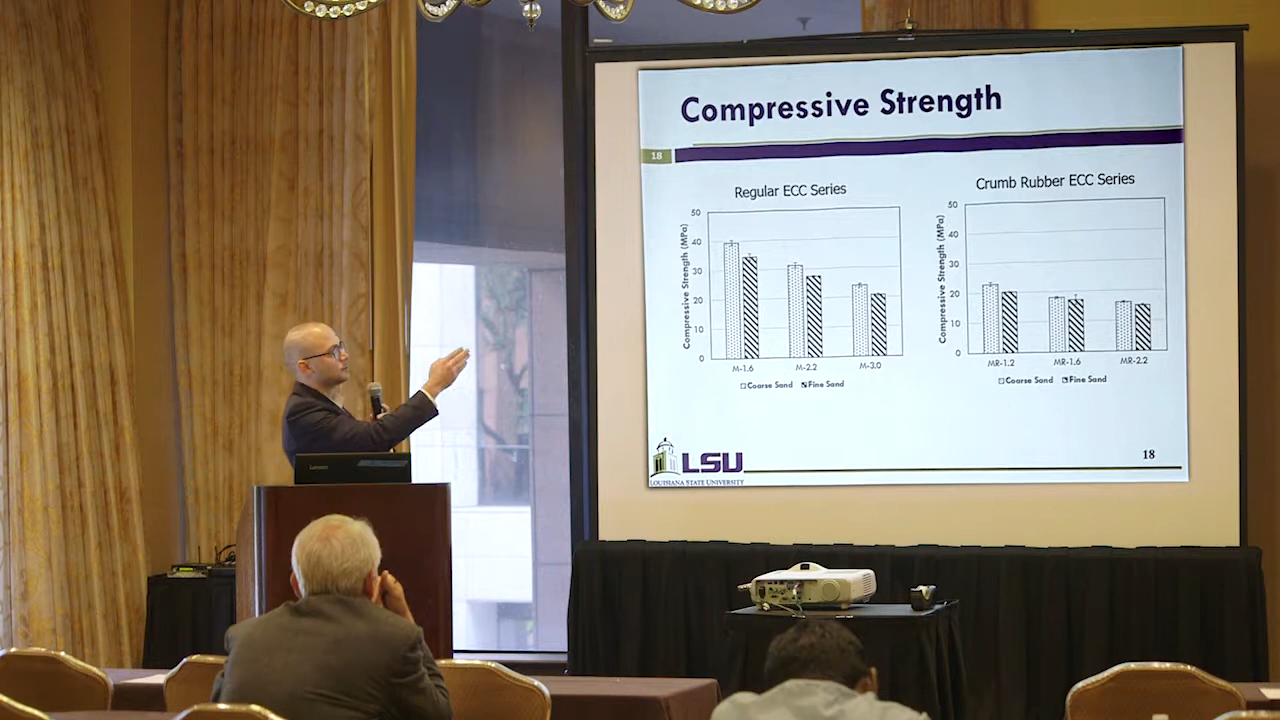 Compressive Strength
18
Regular ECC Series
Compressive Strength (MPa)
50
40
30
20
10
0
M-1.6
M-2.2
M-3.0
Coarse Sand
Fine Sand
Crumb Rubber ECC Series
Compressive Strength (MPa)
50
40
30
20
10
0
MR-1.2
MR-1.6
MR-2.2
Coarse Sand
Fine Sand
LSU
LOUISIANA STATE UNIVERSITY
18
Lenovo